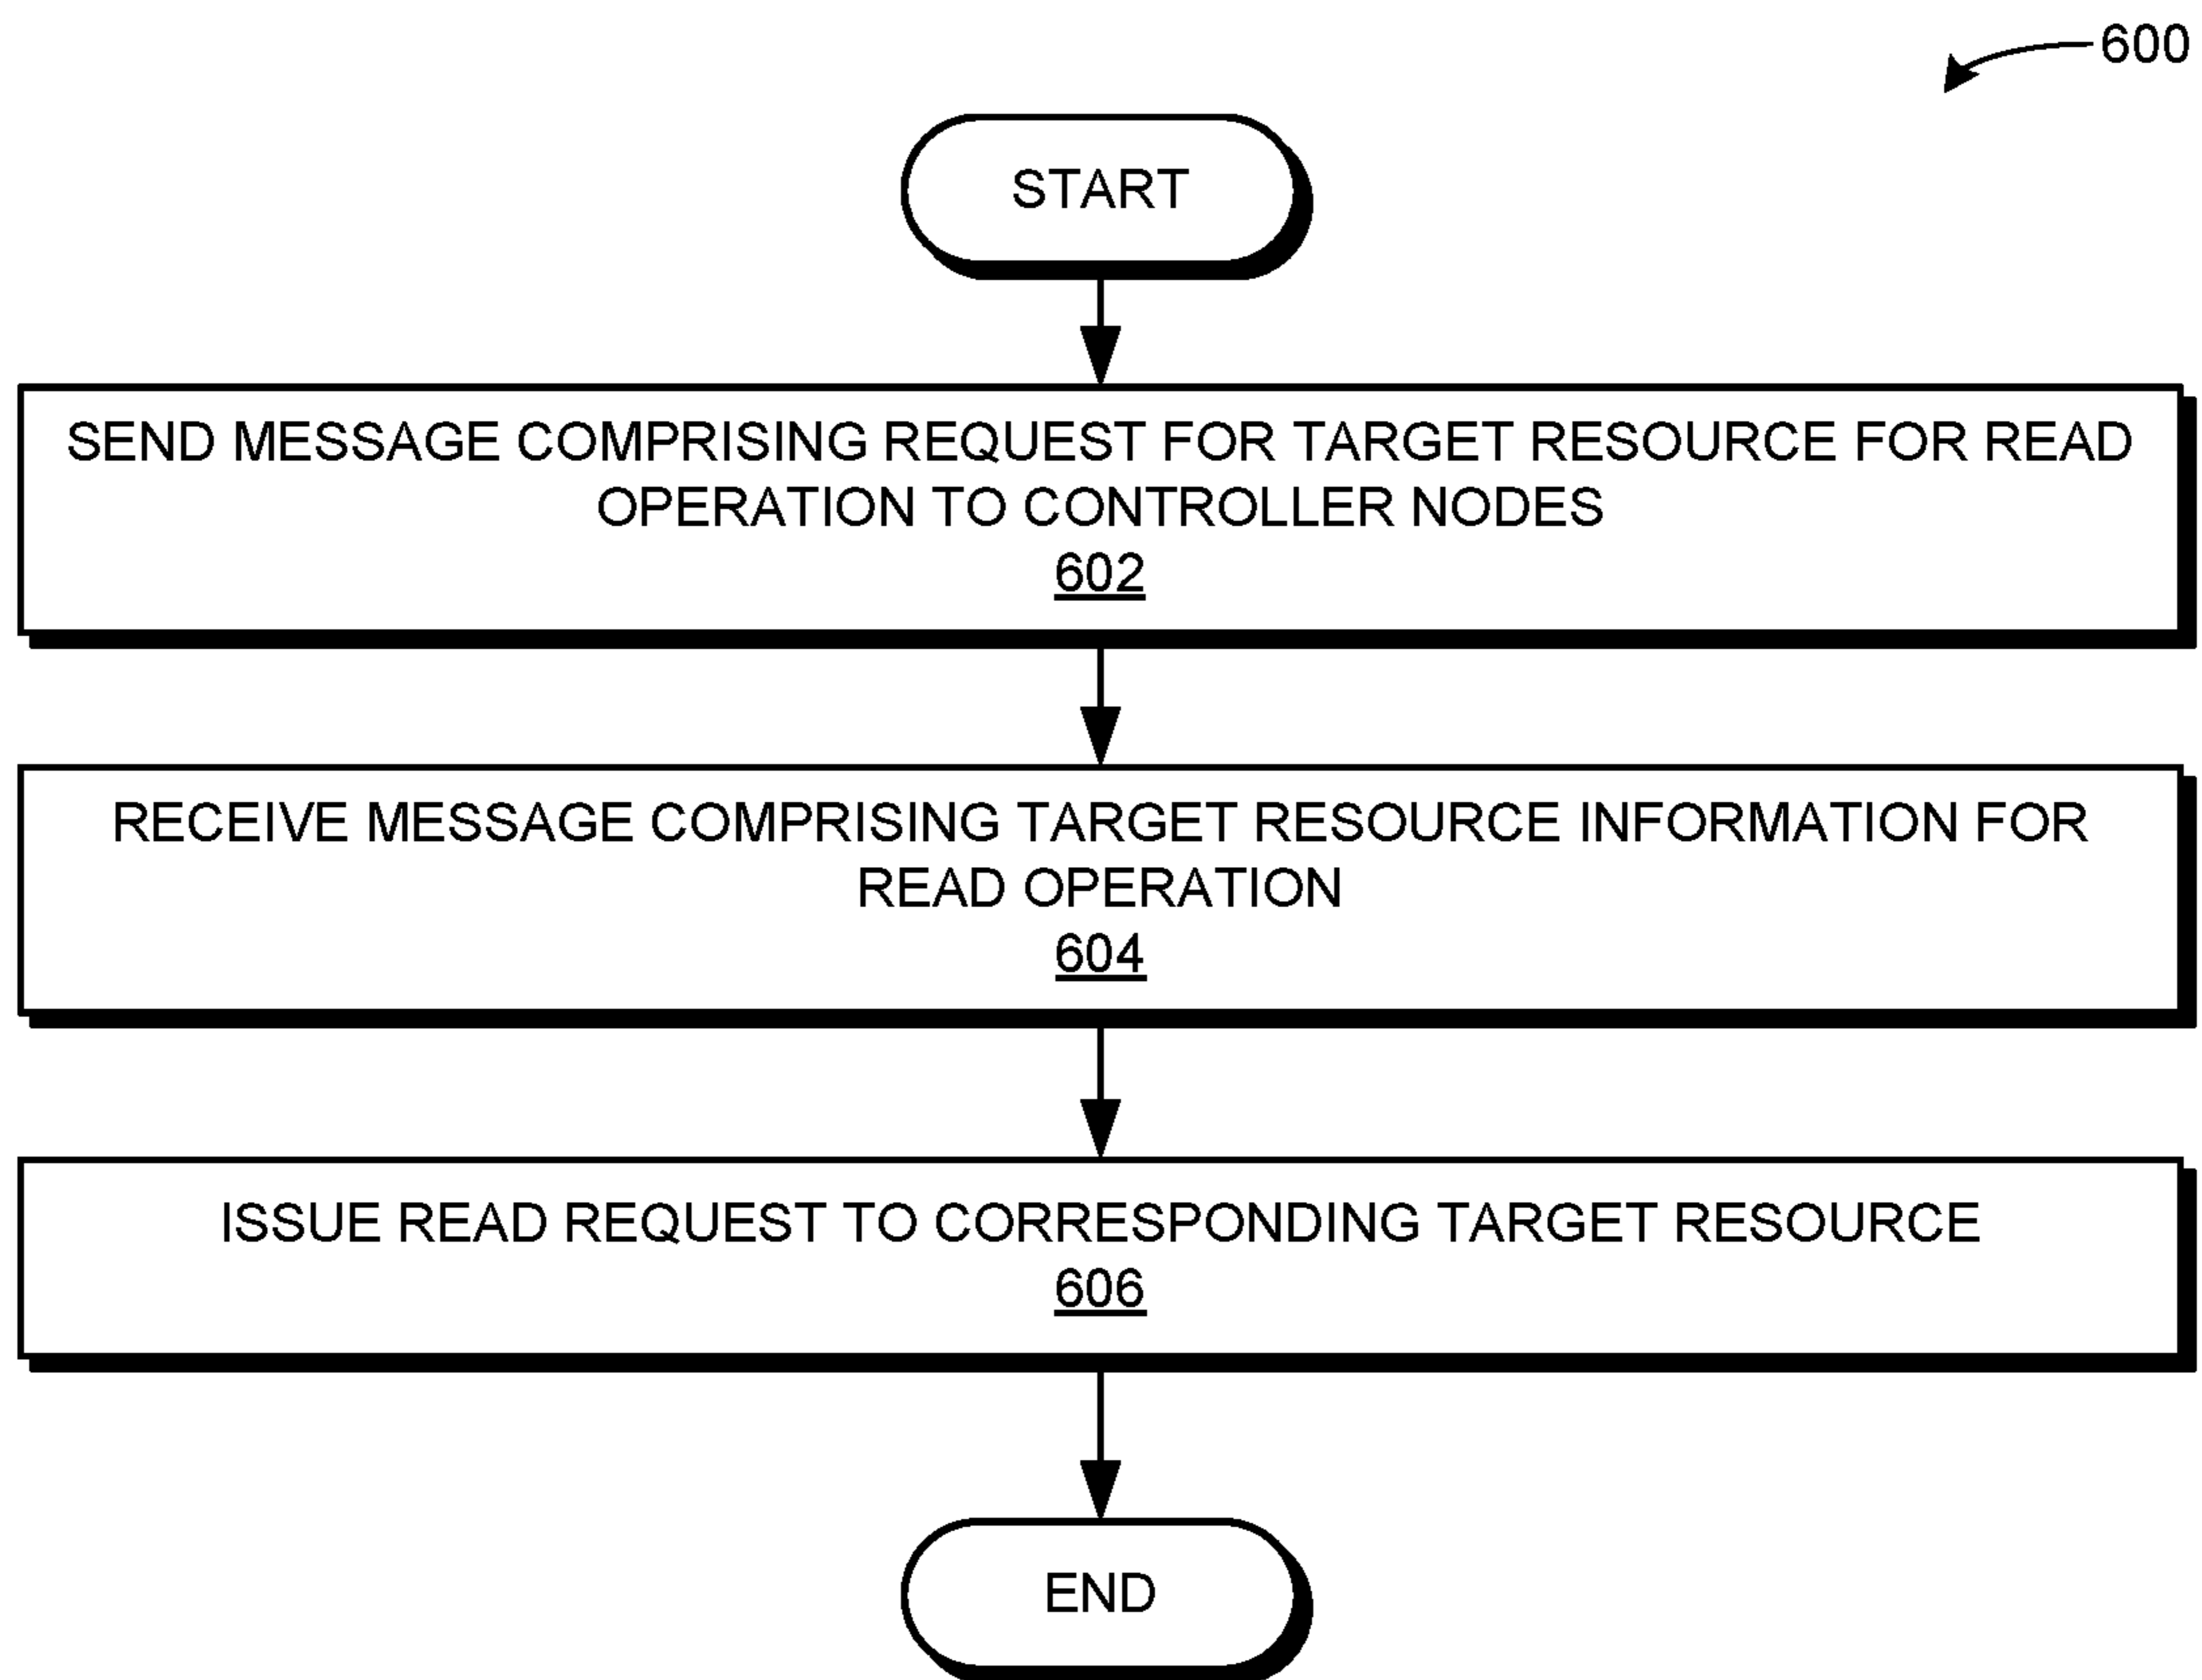 600
START
SEND MESSAGE COMPRISING REQUEST FOR TARGET RESOURCE FOR READ
OPERATION TO CONTROLLER NODES
602
RECEIVE MESSAGE COMPRISING TARGET RESOURCE INFORMATION FOR
READ OPERATION
604
ISSUE READ REQUEST TO CORRESPONDING TARGET RESOURCE
606
END